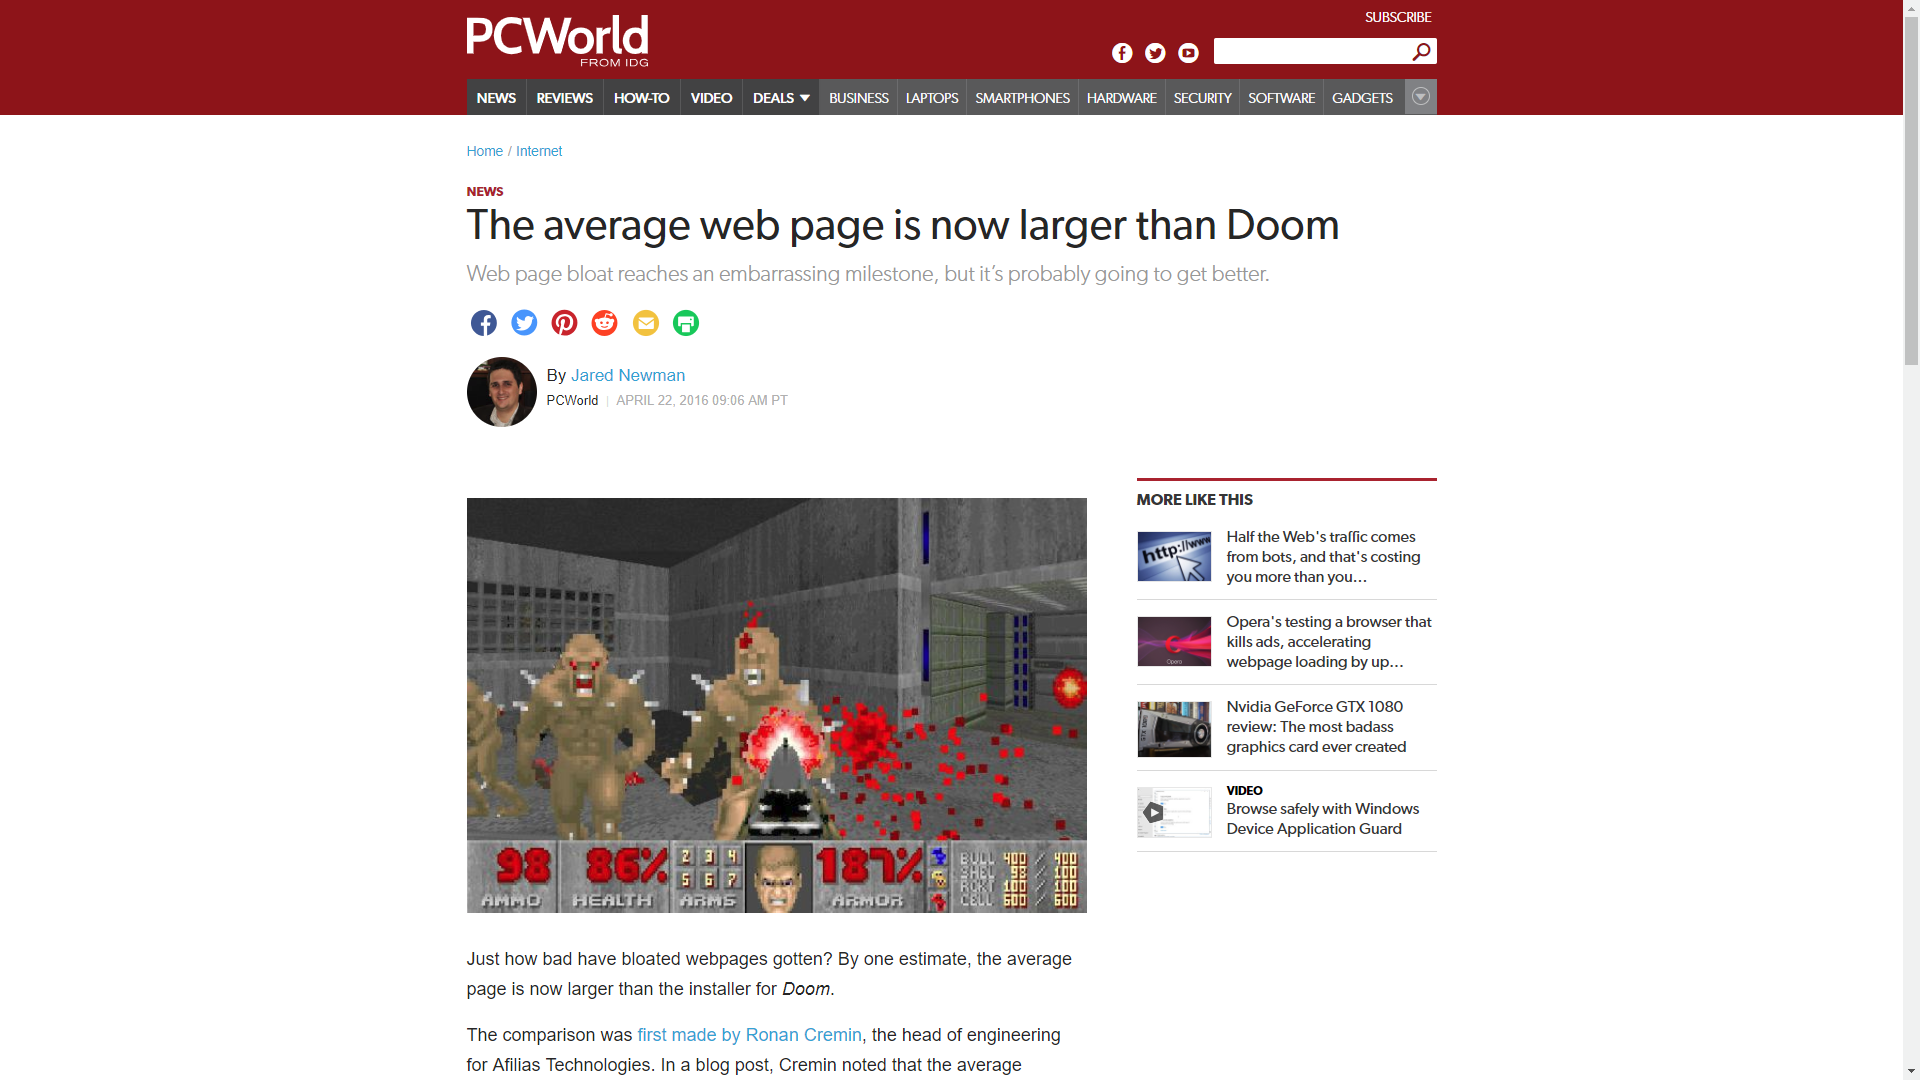 PCWorld
FROM IDG
SUBSCRIBE
NEWS REVIEWS HOW-TO VIDEO DEALS BUSINESS LAPTOPS SMARTPHONES HARDWARE SECURITY SOFTWARE GADGETS
Home / Internet
NEWS
The average web page is now larger than Doom
Web page bloat reaches an embarrassing milestone, but it’s probably going to get better.
By Jared Newman
PCWorld | APRIL 22, 2016 09:06 AM PT
98 86% 2 3 4 187% BULL 400 / 400
5 6 7 SHEL 98 / 100
RCKT 100 / 100
AMMO HEALTH ARMS ARMOR CELL 600 / 600
Just how bad have bloated webpages gotten? By one estimate, the average
page is now larger than the installer for Doom.
The comparison was first made by Ronan Cremin, the head of engineering
for Afilias Technologies. In a blog post, Cremin noted that the average
MORE LIKE THIS
http://www
Half the Web's traffic comes
from bots, and that's costing
you more than you...
Opera
Opera's testing a browser that
kills ads, accelerating
webpage loading by up...
Nvidia GeForce GTX 1080
review: The most badass
graphics card ever created
VIDEO
Browse safely with Windows
Device Application Guard